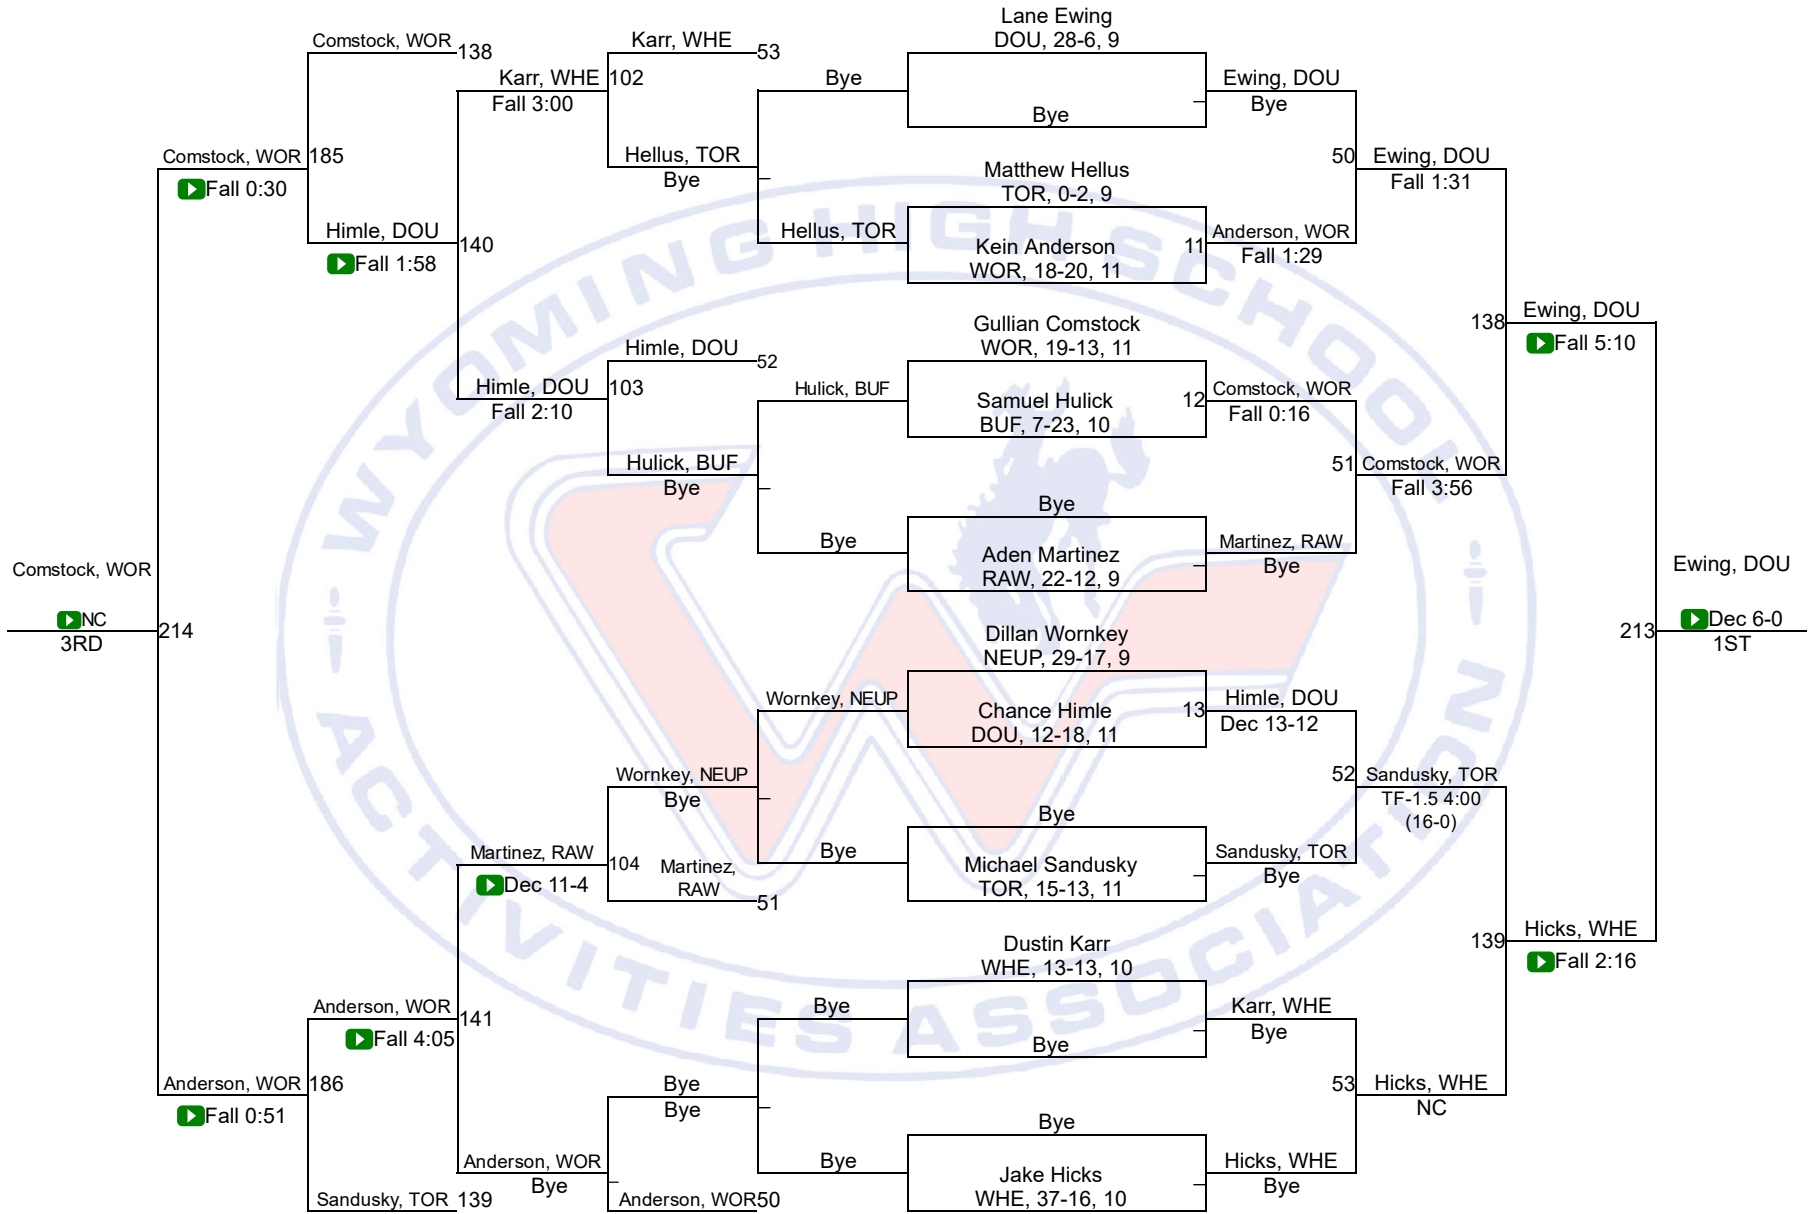 Lane Ewing
DOU, 28-6, 9
Bye
Matthew Hellus
TOR, 0-2, 9
Kein Anderson
WOR, 18-20, 11
11
Gullian Comstock
WOR, 19-13, 11
Samuel Hulick
BUF, 7-23, 10
12
Bye
Aden Martinez
RAW, 22-12, 9
Dillan Wornkey
NEUP, 29-17, 9
Chance Himle
DOU, 12-18, 11
13
Bye
Michael Sandusky
TOR, 15-13, 11
Dustin Karr
WHE, 13-13, 10
Bye
Bye
Jake Hicks
WHE, 37-16, 10
Ewing, DOU
Bye
50
Anderson, WOR
Fall 1:29
Comstock, WOR
Fall 0:16
51
Martinez, RAW
Bye
Himle, DOU
Dec 13-12
52
Sandusky, TOR
Bye
Karr, WHE
Bye
53
Hicks, WHE
Bye
Ewing, DOU
Fall 1:31
138
Comstock, WOR
Fall 3:56
Sandusky, TOR
TF-1.5 4:00
(16-0)
139
Hicks, WHE
NC
Ewing, DOU
Fall 5:10
213
Hicks, WHE
Fall 2:16
Ewing, DOU
Dec 6-0
1ST
Bye
Hellus, TOR
Hulick, BUF
Bye
Wornkey, NEUP
Bye
Bye
Bye
Karr, WHE
53
102
Hellus, TOR
Bye
Himle, DOU
52
103
Hulick, BUF
Bye
Wornkey, NEUP
Bye
104
Martinez,
RAW
51
Bye
Bye
Anderson, WOR
50
Karr, WHE
Fall 3:00
140
Himle, DOU
Fall 2:10
Martinez, RAW
Dec 11-4
141
Anderson, WOR
Bye
Comstock, WOR
138
185
Himle, DOU
Fall 1:58
Anderson, WOR
Fall 4:05
186
Sandusky, TOR
139
Comstock, WOR
Fall 0:30
214
Anderson, WOR
Fall 0:51
Comstock, WOR
NC
3RD
WYOMING HIGH SCHOOL
ACTIVITIES ASSOCIATION